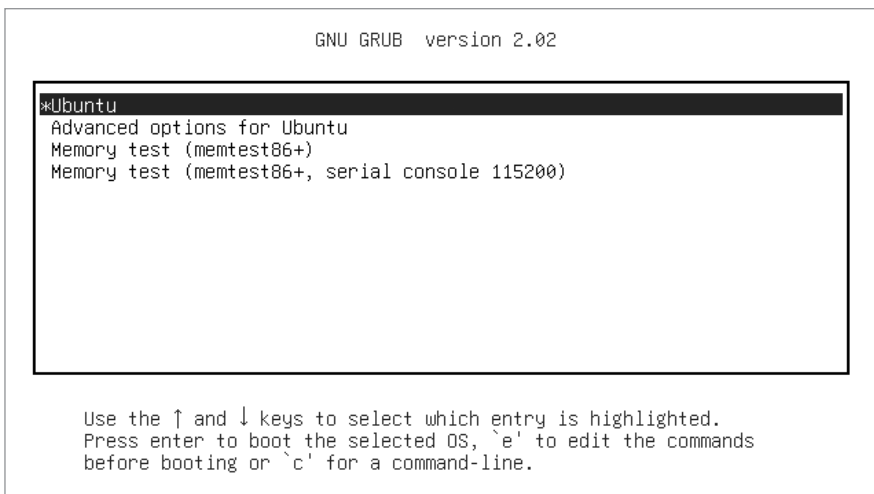 GNU GRUB  version 2.02
*Ubuntu
Advanced options for Ubuntu
Memory test (memtest86+)
Memory test (memtest86+, serial console 115200)
Use the ↑ and ↓ keys to select which entry is highlighted.
Press enter to boot the selected OS, `e' to edit the commands
before booting or `c' for a command-line.